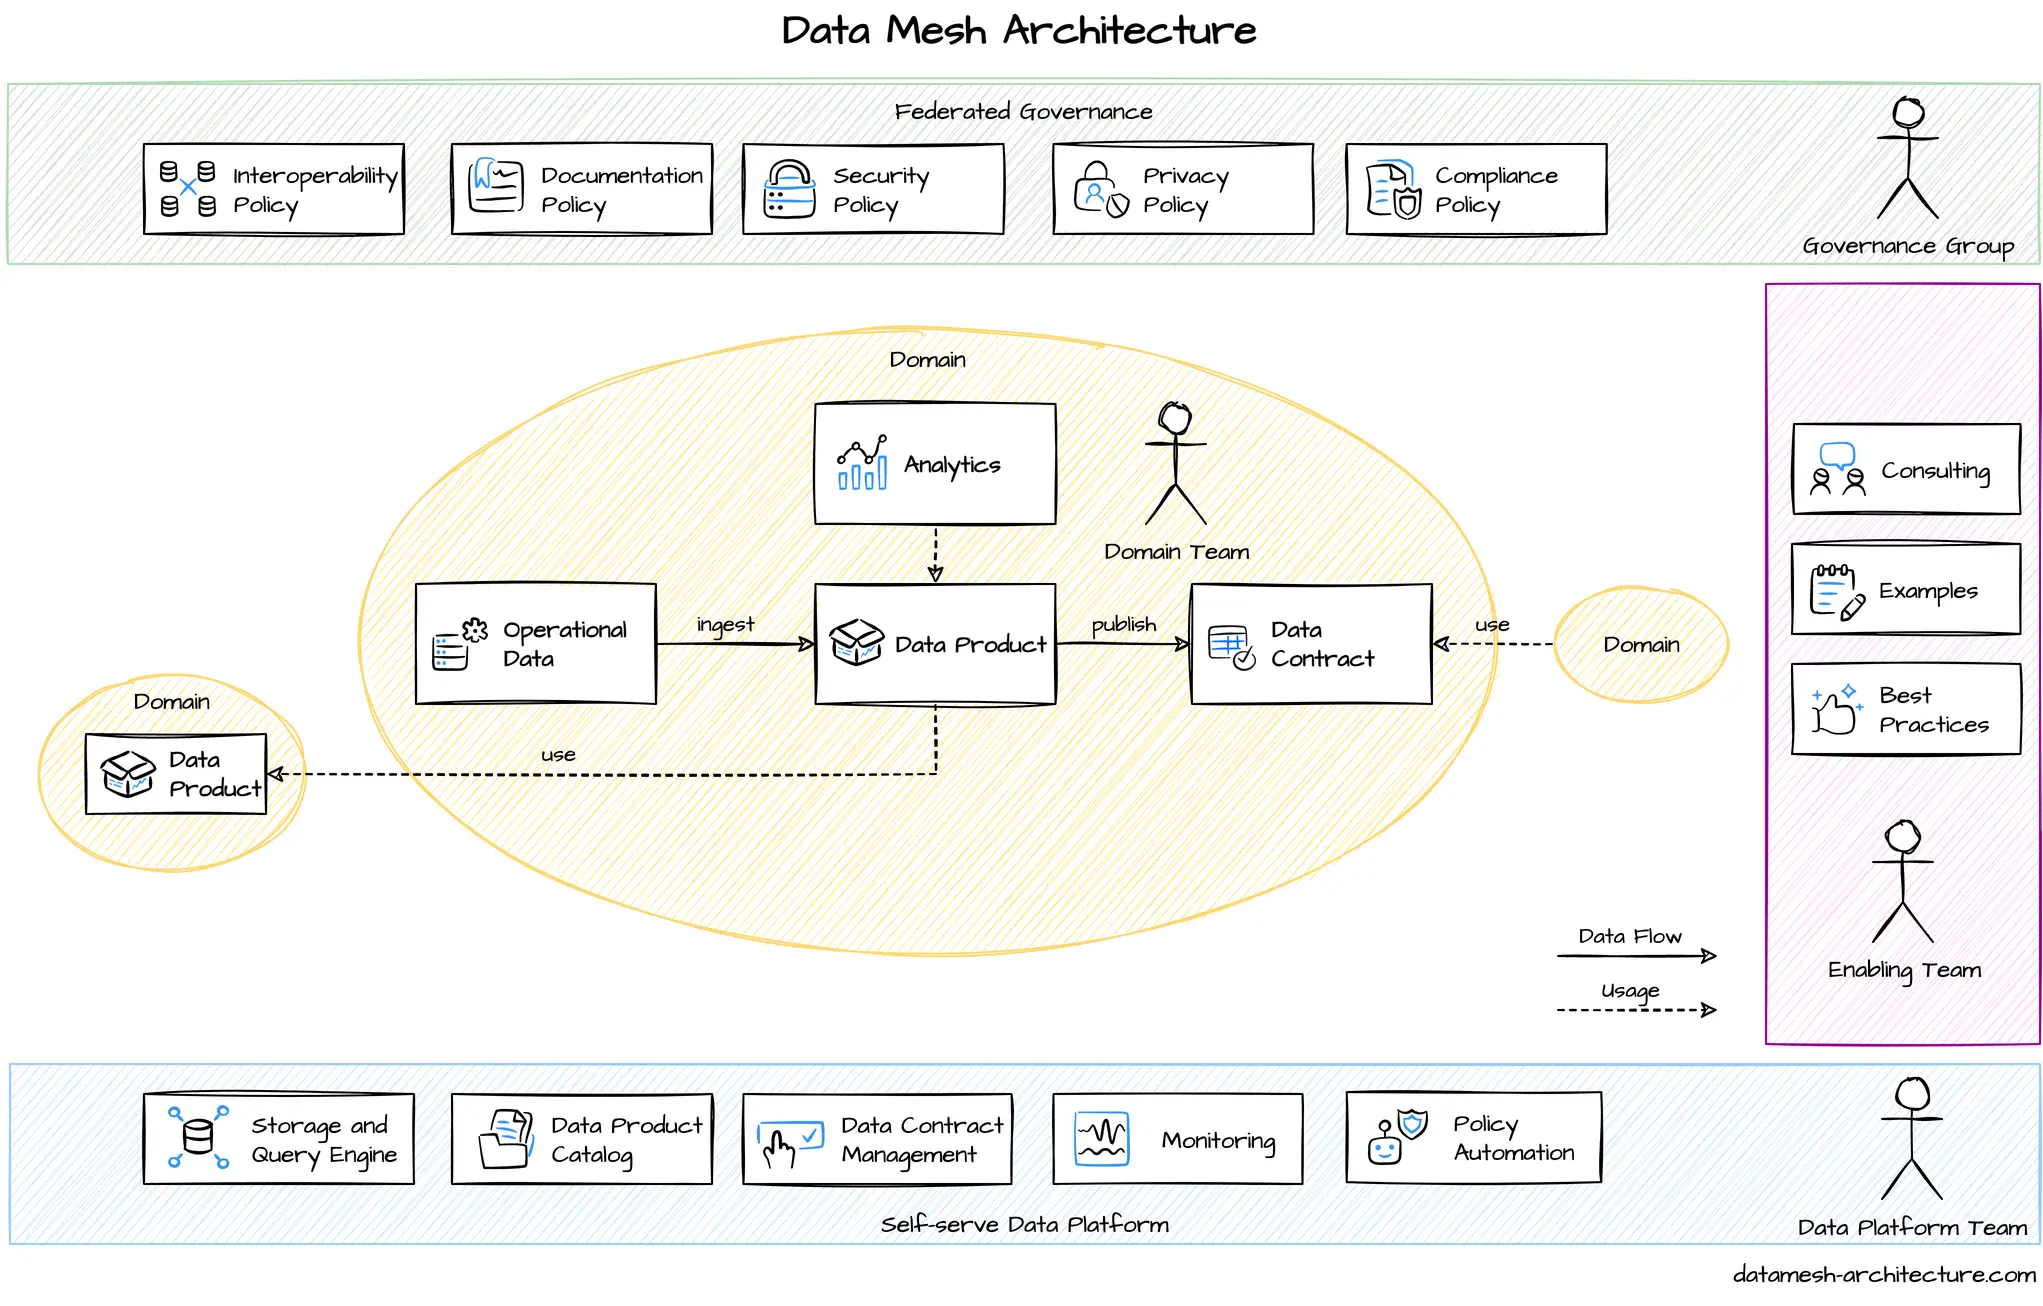 Data Mesh Architecture
Federated Governance
Interoperability
Policy
Documentation
Policy
Security
Policy
Privacy
Policy
Compliance
Policy
Governance Group
Domain
Analytics
Domain Team
Operational
Data
ingest
Data Product
publish
Data
Contract
use
Domain
Domain
Data
Product
use
Consulting
Examples
Best
Practices
Enabling Team
Data Flow
Usage
Storage and
Query Engine
Data Product
Catalog
Data Contract
Management
Monitoring
Policy
Automation
Self-serve Data Platform
Data Platform Team
datamesh-architecture.com